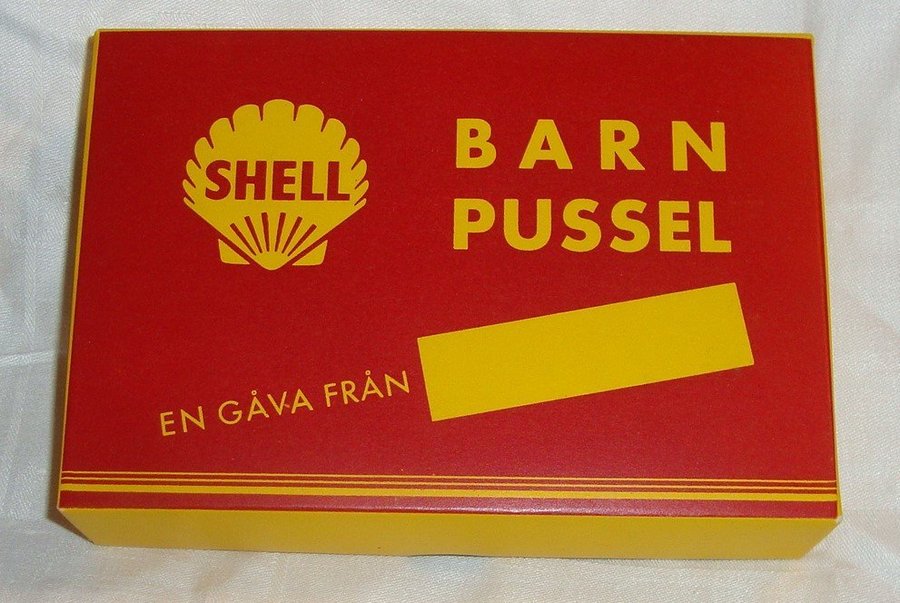 SHELL
BARN
PUSSEL
EN GÅVA FRÅN